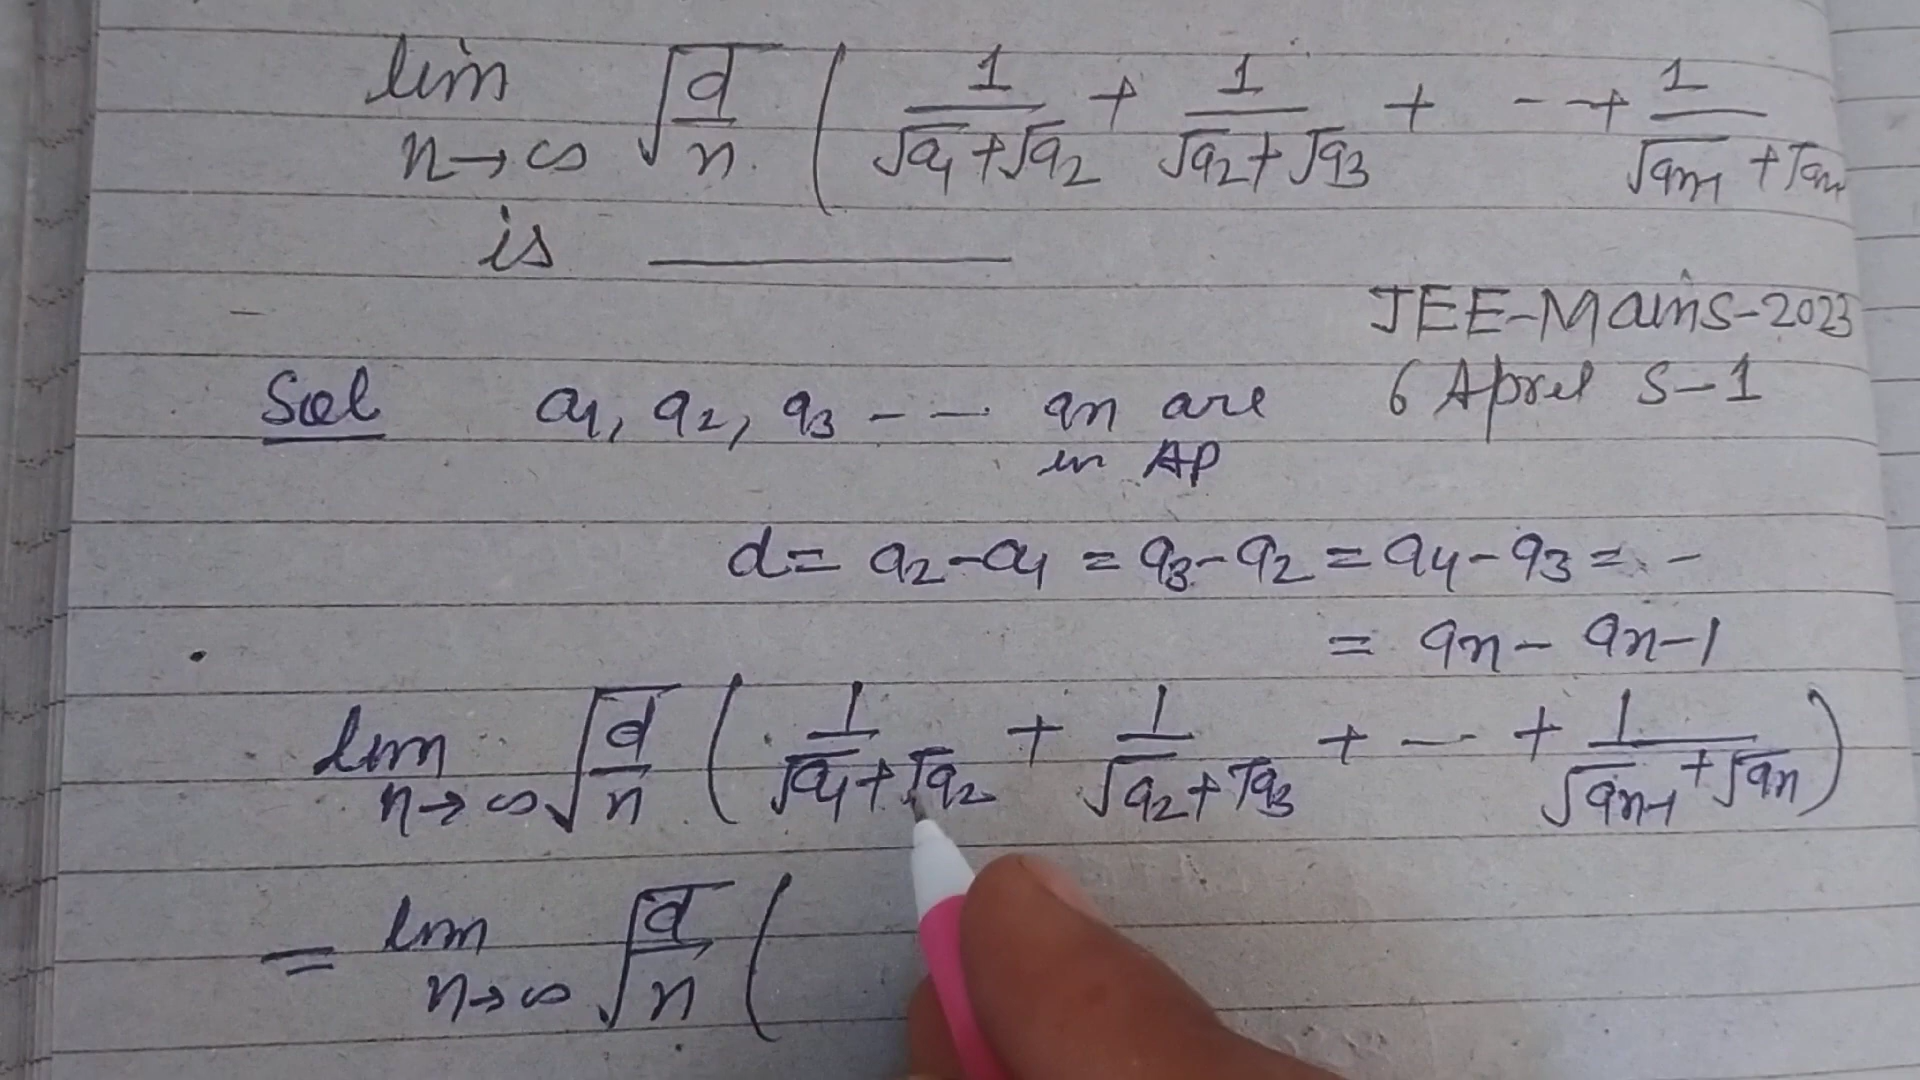 lim n→∞ √(d/n) ( 1/(√a1+√a2) + 1/(√a2+√a3) + --+ 1/(√an-1 + √an
is ________
JEE-Mains-2023
6 April S-1
Sol a1, a2, a3 -- an are
in AP
d = a2-a1 = a3-a2 = a4-a3 = --
= an - an-1
lim n→∞ √(d/n) ( 1/(√a1+√a2) + 1/(√a2+√a3) + -- + 1/(√an-1+√an) )
= lim n→∞ √(d/n) (